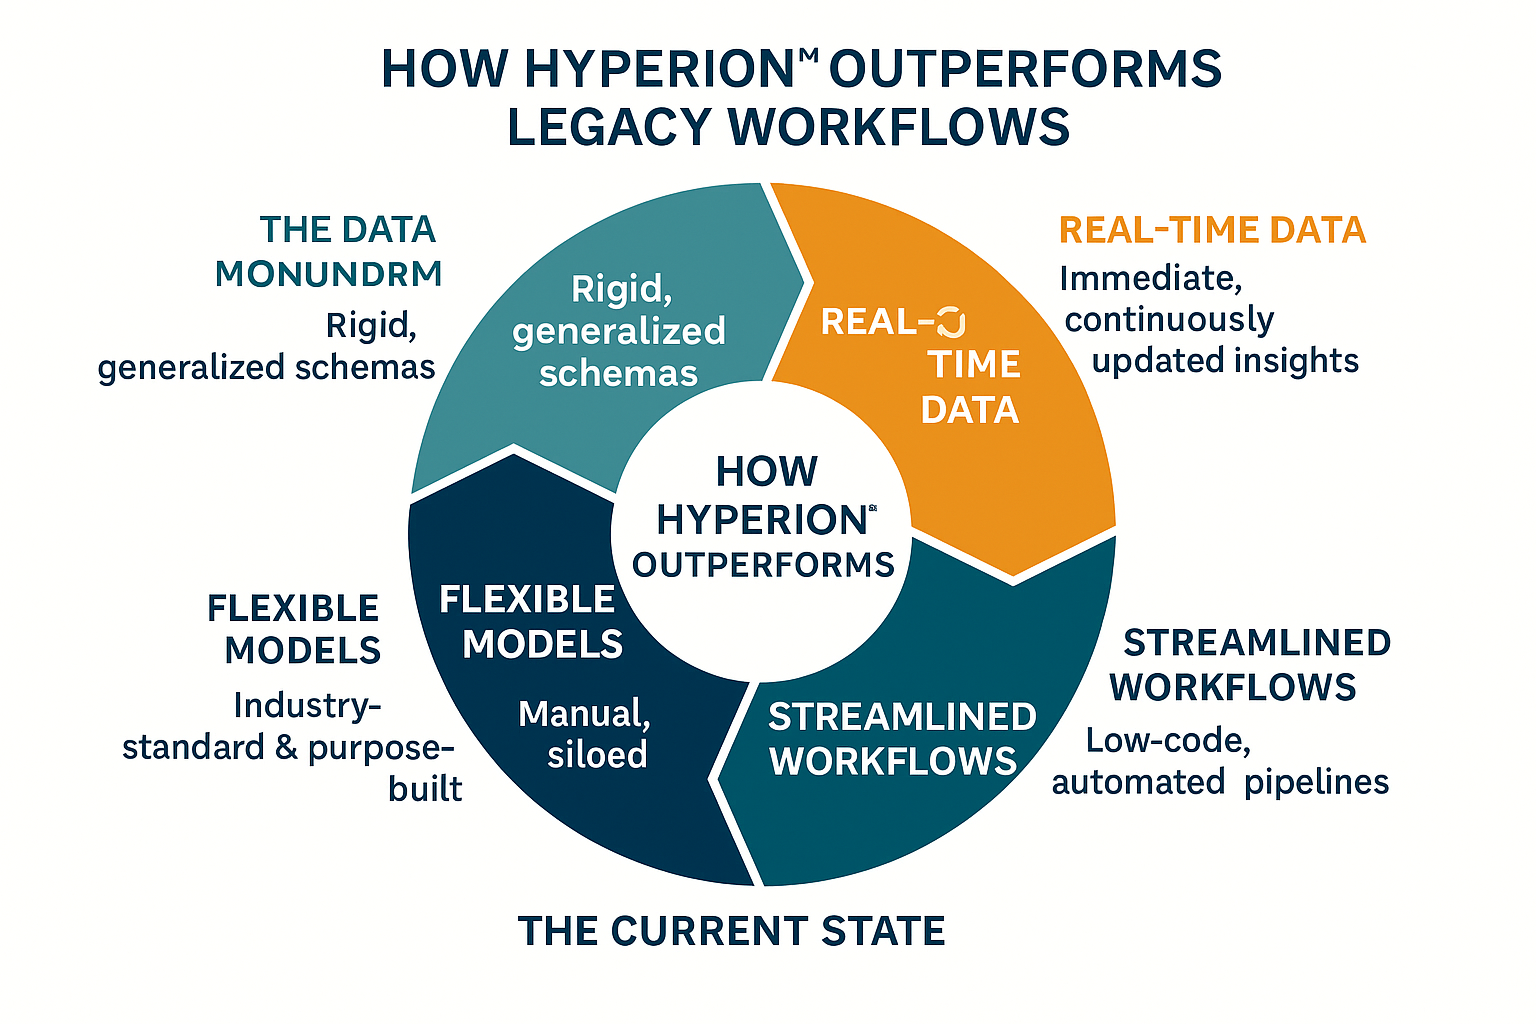 HOW HYPERION™ OUTPERFORMS
LEGACY WORKFLOWS
THE DATA
MONUNDRM
Rigid,
generalized schemas
Rigid,
generalized
schemas
REAL-
TIME
DATA
REAL-TIME DATA
Immediate,
continuously
updated insights
HOW
HYPERION
OUTPERFORMS
FLEXIBLE
MODELS
Industry-
standard & purpose-
built
FLEXIBLE
MODELS
Manual,
siloed
STREAMLINED
WORKFLOWS
STREAMLINED
WORKFLOWS
Low-code,
automated pipelines
THE CURRENT STATE